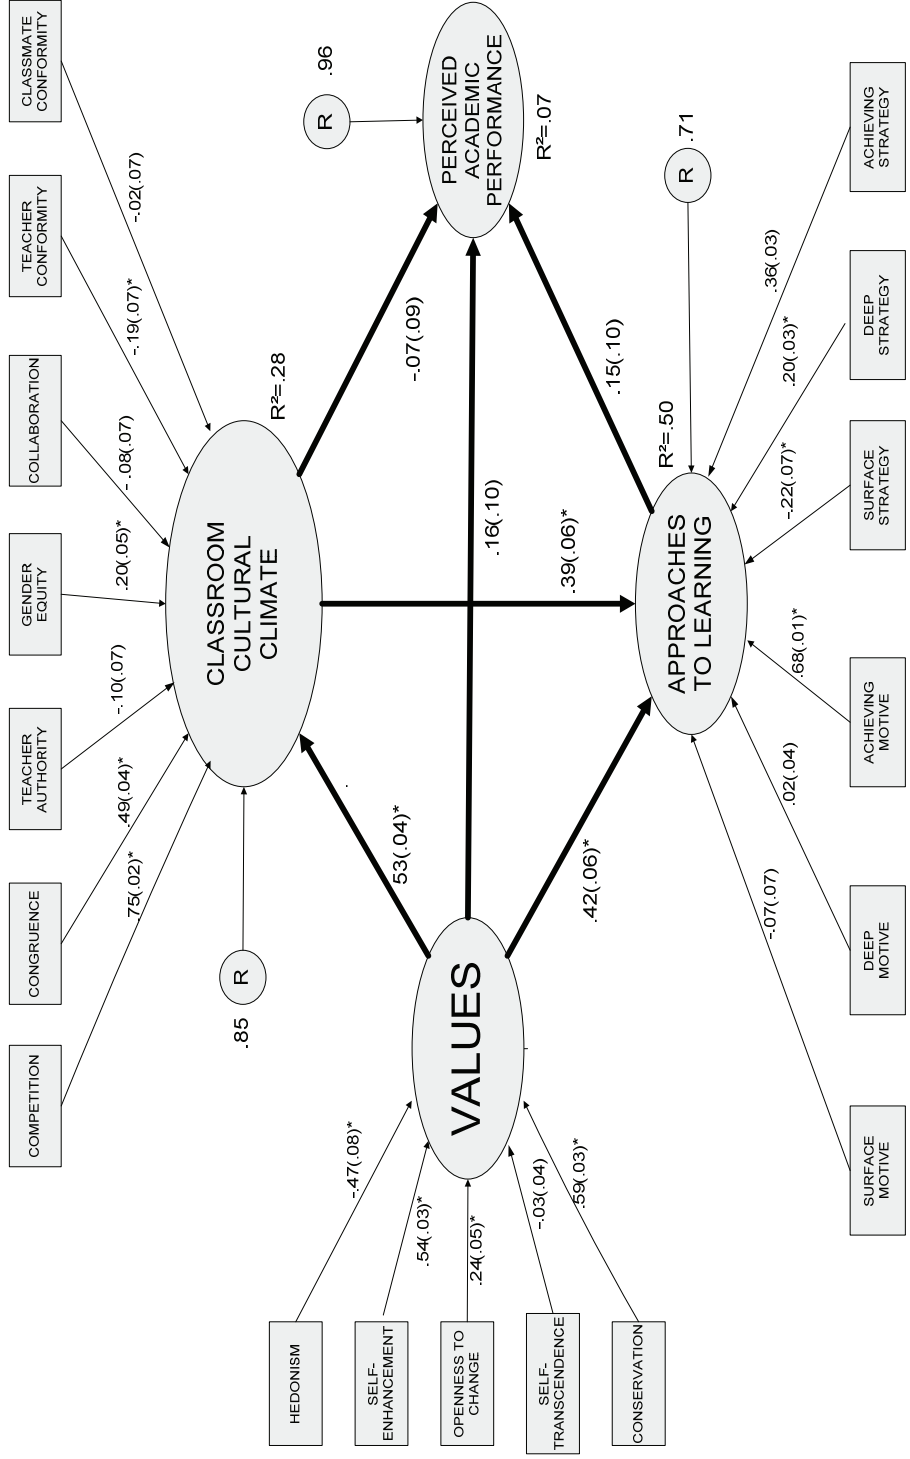 COMPETITION
CONGRUENCE
TEACHER
AUTHORITY
GENDER
EQUITY
COLLABORATION
TEACHER
CONFORMITY
CLASSMATE
CONFORMITY
.75(.02)*
.49(.04)*
-.10(.07)
.20(.05)*
-.08(.07)
-.19(.07)*
-.02(.07)
.85
R
CLASSROOM
CULTURAL
CLIMATE
R²=.28
R
.96
HEDONISM
SELF-
ENHANCEMENT
OPENNESS TO
CHANGE
SELF-
TRANSCENDENCE
CONSERVATION
-.47(.08)*
.54(.03)*
.24(.05)*
-.03(.04)
.59(.03)*
VALUES
53(.04)*
.
-.07(.09)
.16(.10)
.39(.06)*
.42(.06)*
.15(.10)
PERCEIVED
ACADEMIC
PERFORMANCE
R²=.07
APPROACHES
TO LEARNING
R²=.50
R
.71
-.07(.07)
.02(.04)
.68(.01)*
-.22(.07)*
.20(.03)*
.36(.03)
SURFACE
MOTIVE
DEEP
MOTIVE
ACHIEVING
MOTIVE
SURFACE
STRATEGY
DEEP
STRATEGY
ACHIEVING
STRATEGY